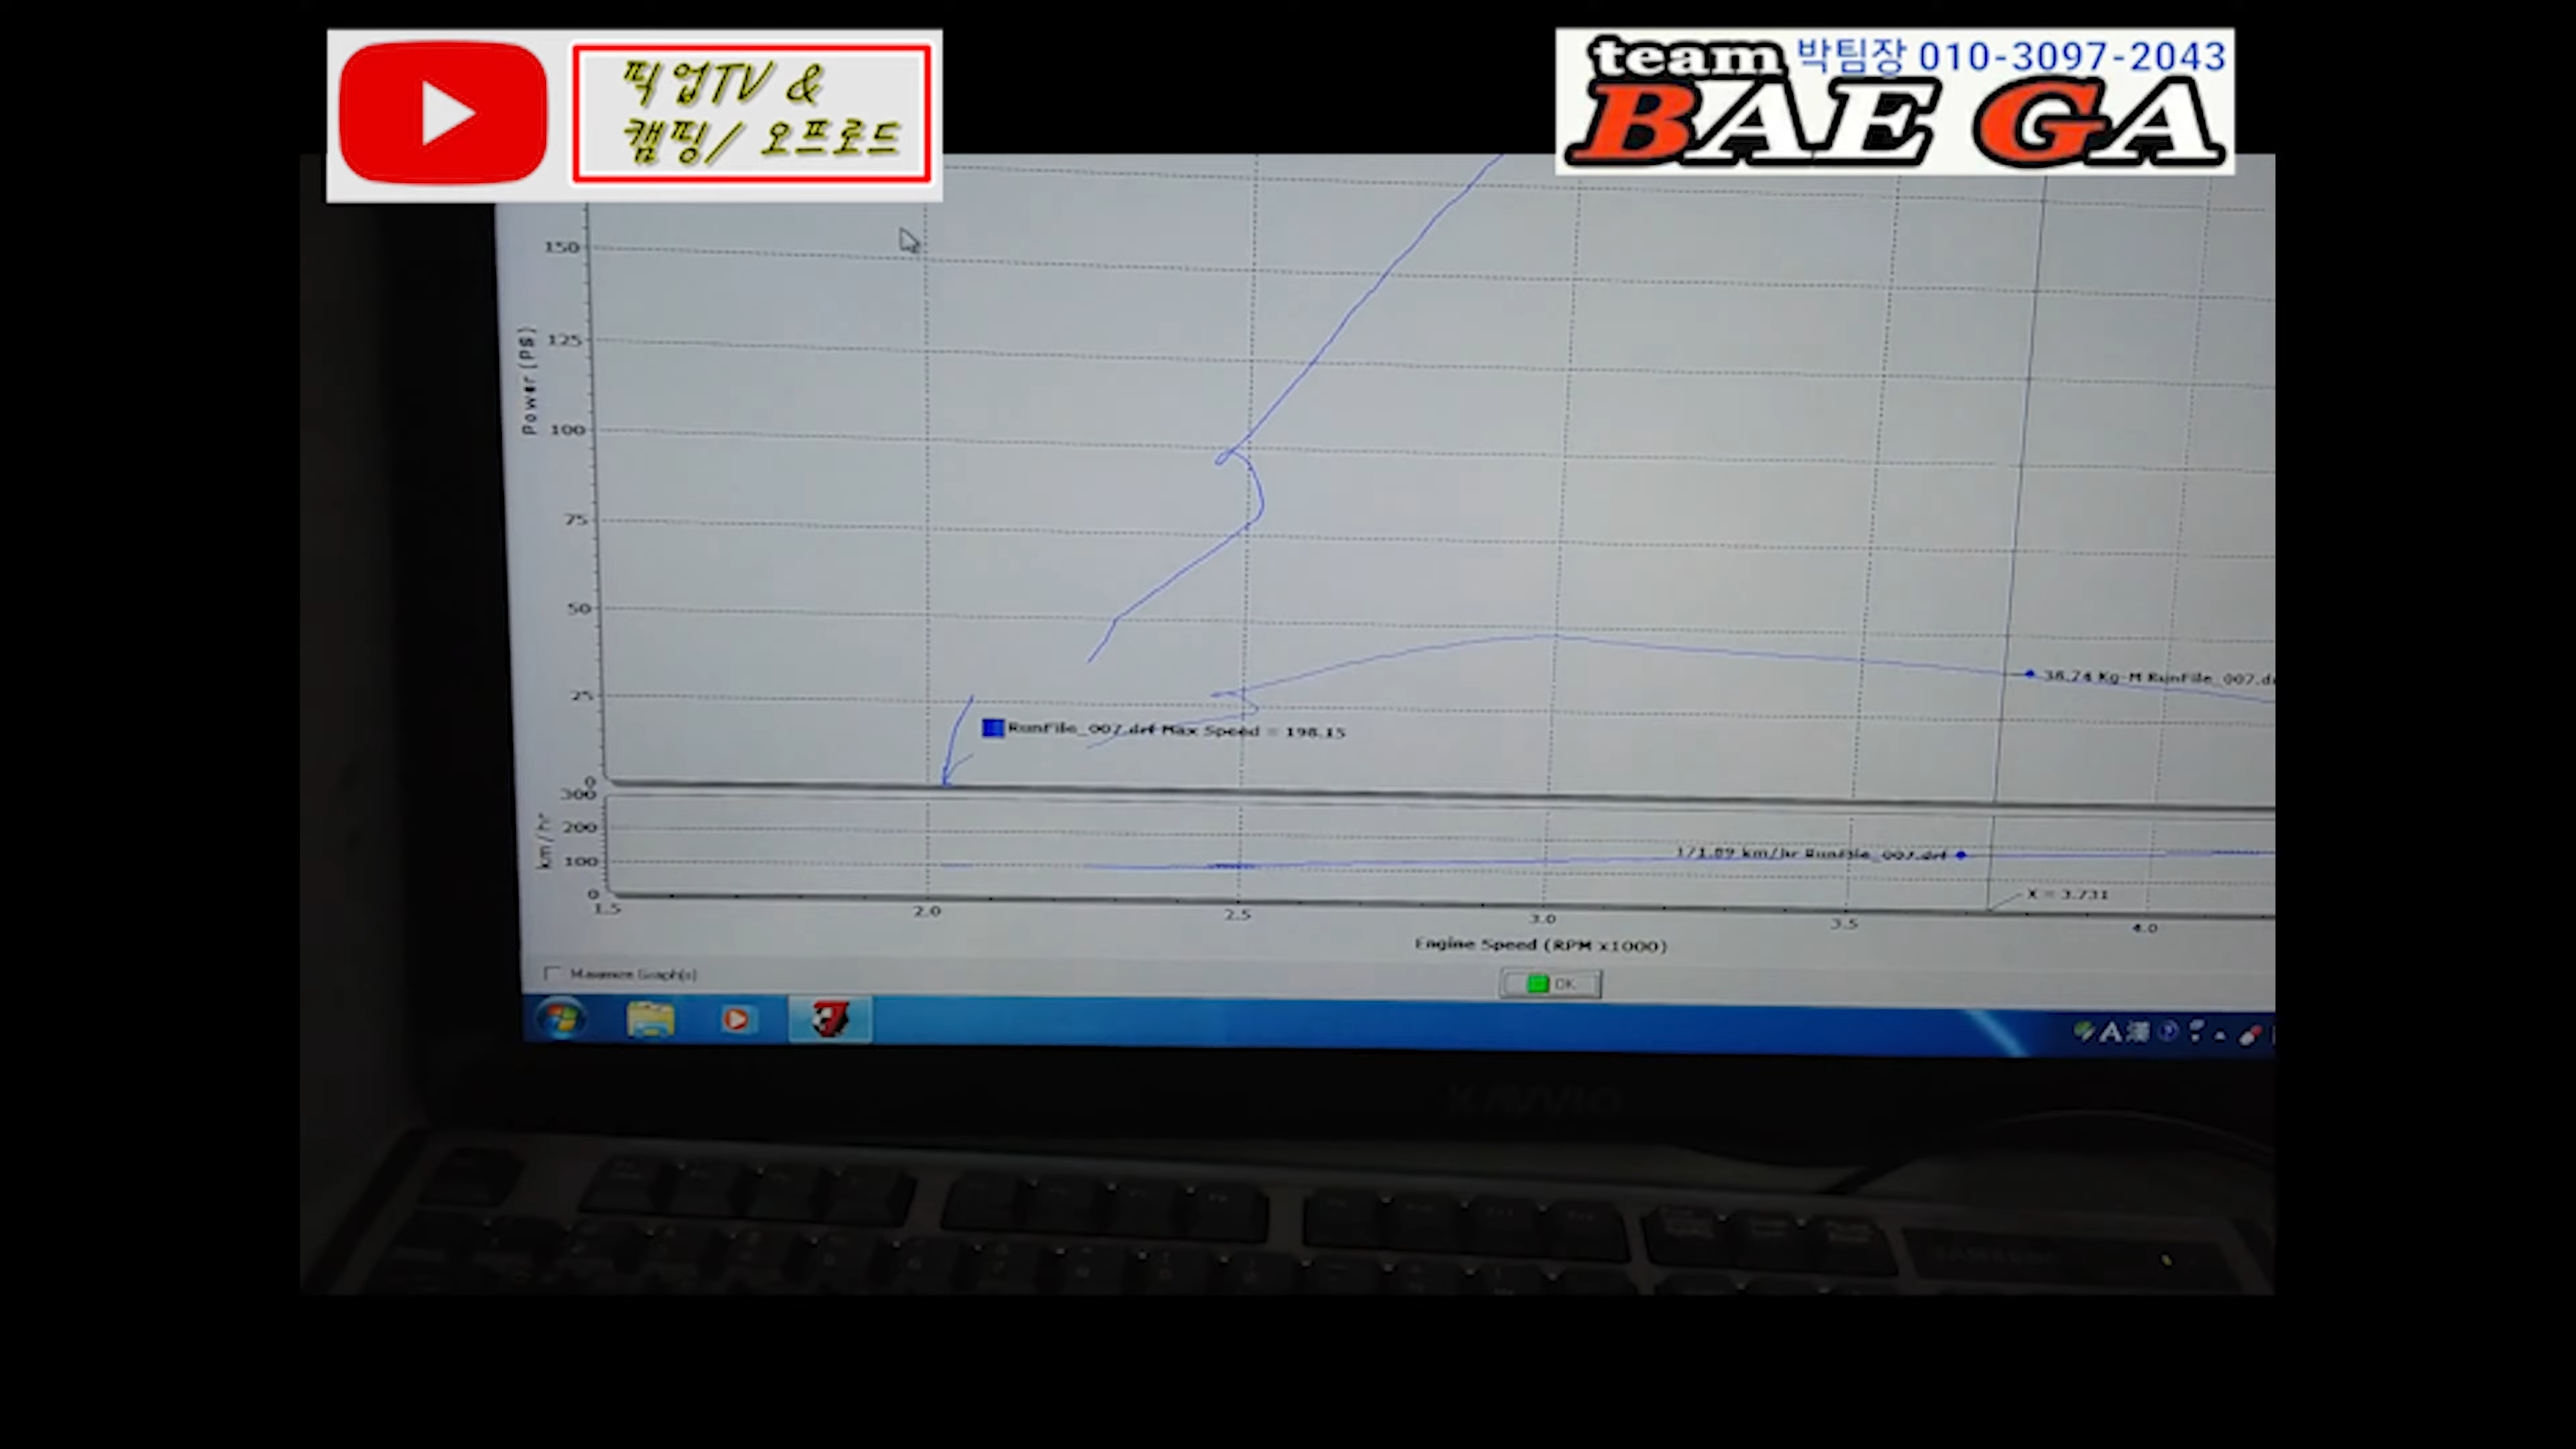 픽업TV &
캠핑/ 오프로드
team 박팀장 010-3097-2043
BAE GA
150
Power (PS)
125
100
75
50
25
0
38.74 Kg-M RunFile_007.d
RunFile_007.drf Max Speed = 198.15
300
km/hr
200
100
0
171.89 km/hr RunFile_007.drf
X = 3.731
1.5 2.0 2.5 3.0 3.5 4.0
Engine Speed (RPM x1000)
Maximize Graph(s)
OK
A 漢